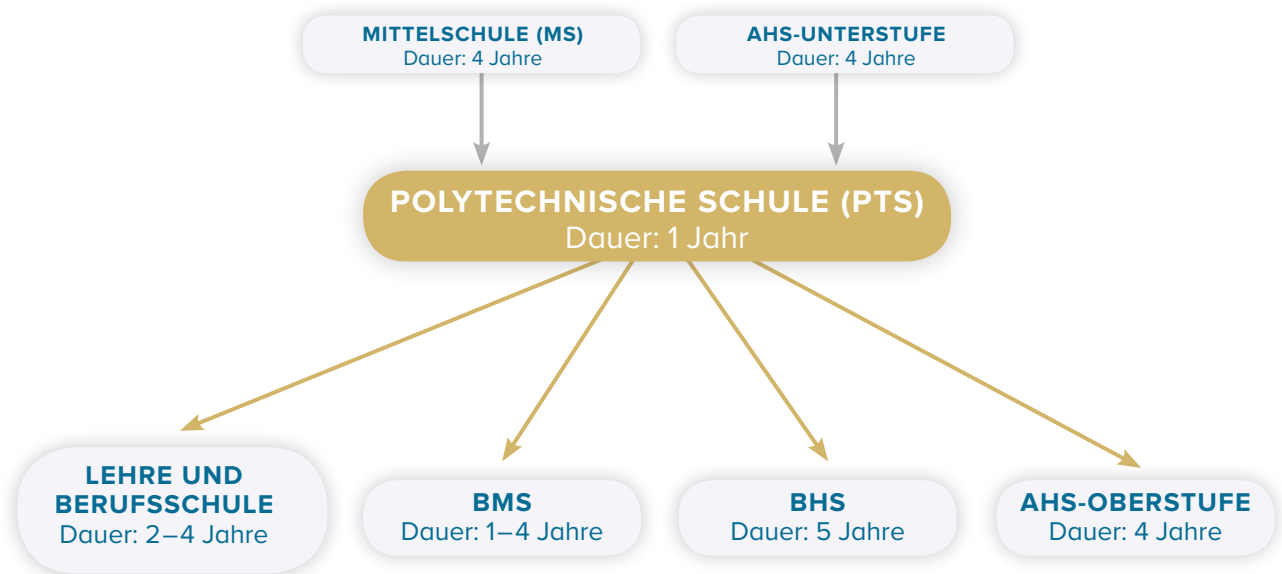 MITTELSCHULE (MS)
Dauer: 4 Jahre
AHS-UNTERSTUFE
Dauer: 4 Jahre
POLYTECHNISCHE SCHULE (PTS)
Dauer: 1 Jahr
LEHRE UND
BERUFSSCHULE
Dauer: 2–4 Jahre
BMS
Dauer: 1–4 Jahre
BHS
Dauer: 5 Jahre
AHS-OBERSTUFE
Dauer: 4 Jahre